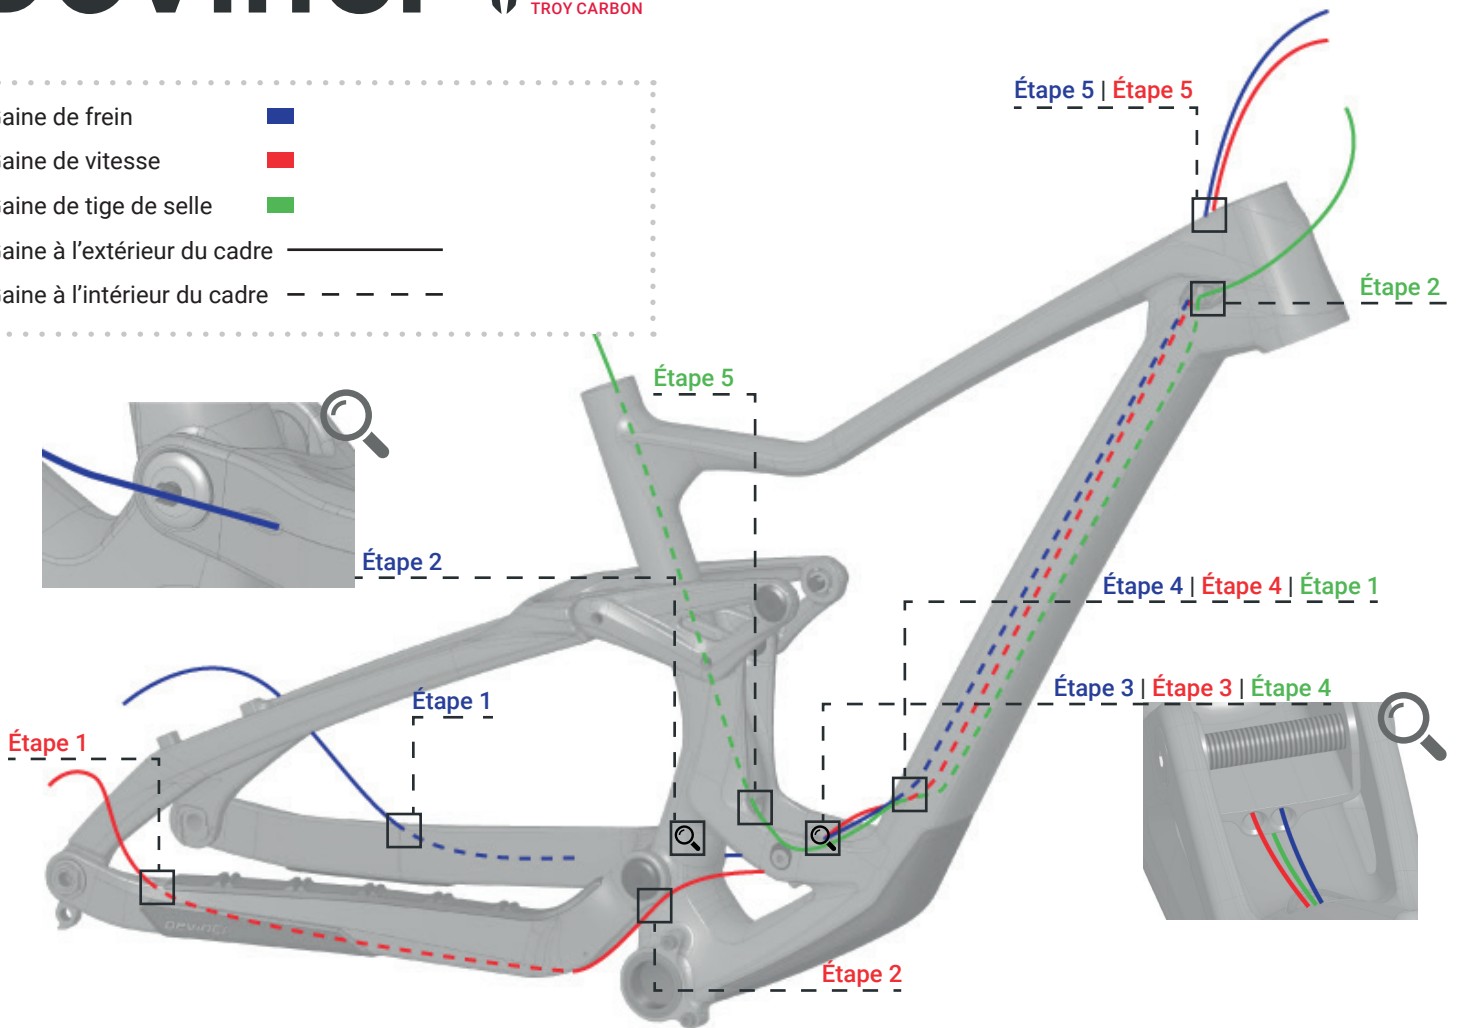 TROY CARBON
aine de frein
aine de vitesse
aine de tige de selle
aine à l'extérieur du cadre
aine à l'intérieur du cadre
Étape 5 | Étape 5
Étape 2
Étape 5
Étape 2
Étape 4 | Étape 4 | Étape 1
Étape 3 | Étape 3 | Étape 4
Étape 1
Étape 1
DEVINCI
Étape 2